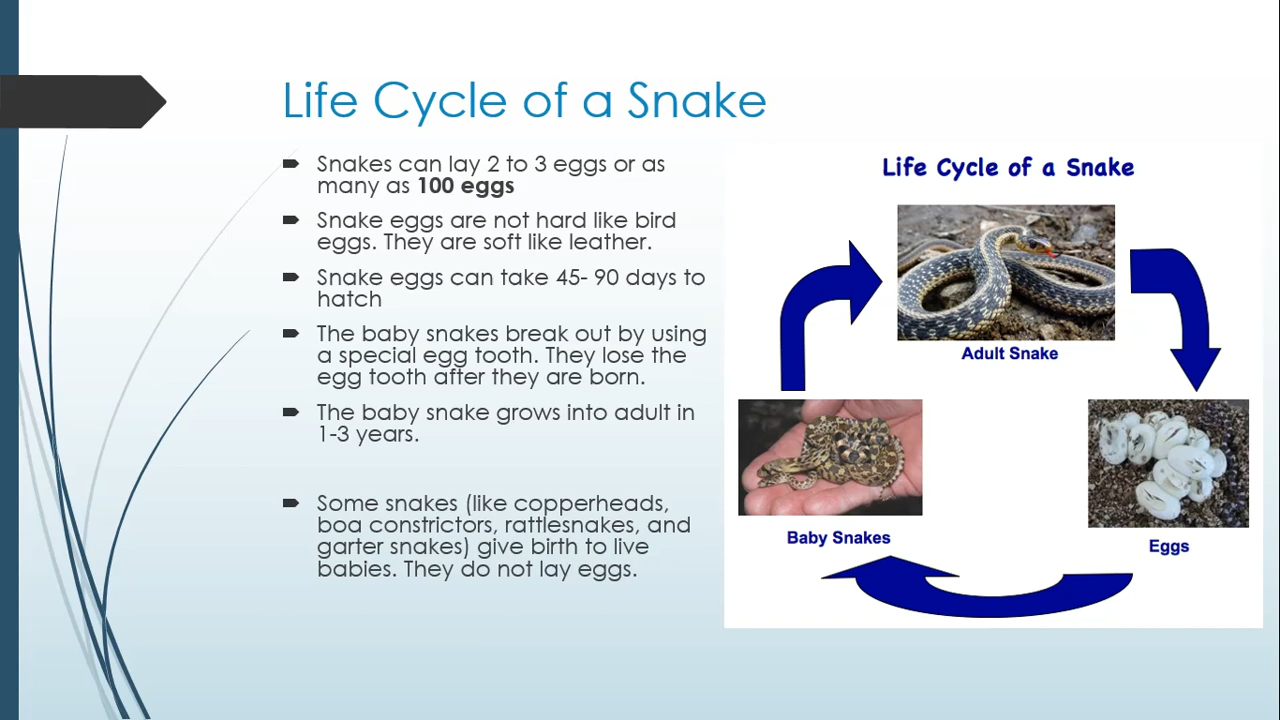 Life Cycle of a Snake
Snakes can lay 2 to 3 eggs or as
many as 100 eggs
Snake eggs are not hard like bird
eggs. They are soft like leather.
Snake eggs can take 45- 90 days to
hatch
The baby snakes break out by using
a special egg tooth. They lose the
egg tooth after they are born.
The baby snake grows into adult in
1-3 years.
Some snakes (like copperheads,
boa constrictors, rattlesnakes, and
garter snakes) give birth to live
babies. They do not lay eggs.
Life Cycle of a Snake
Adult Snake
Baby Snakes
Eggs